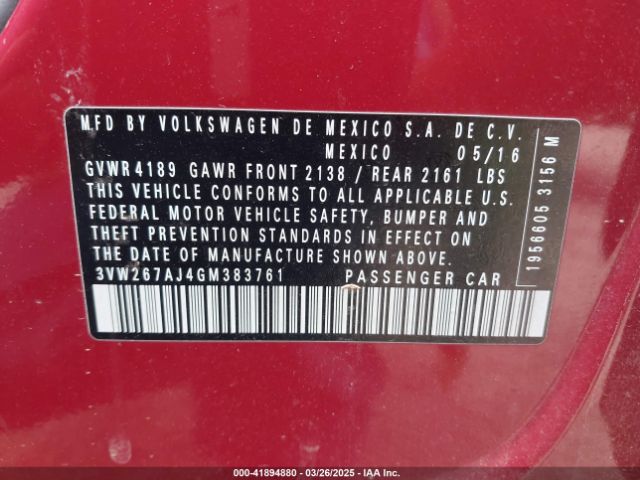 MFD BY VOLKSWAGEN DE MEXICO S.A. DE C.V.
MEXICO 05/16
GVWR 4189 GAWR FRONT 2138 / REAR 2161 LBS
THIS VEHICLE CONFORMS TO ALL APPLICABLE U.S.
FEDERAL MOTOR VEHICLE SAFETY, BUMPER AND
THEFT PREVENTION STANDARDS IN EFFECT ON
THE DATE OF MANUFACTURE SHOWN ABOVE.
3VW267AJ4GM383761 PASSENGER CAR
1956605 3156 M
000-41894880 | 03/26/2025 | IAA Inc.